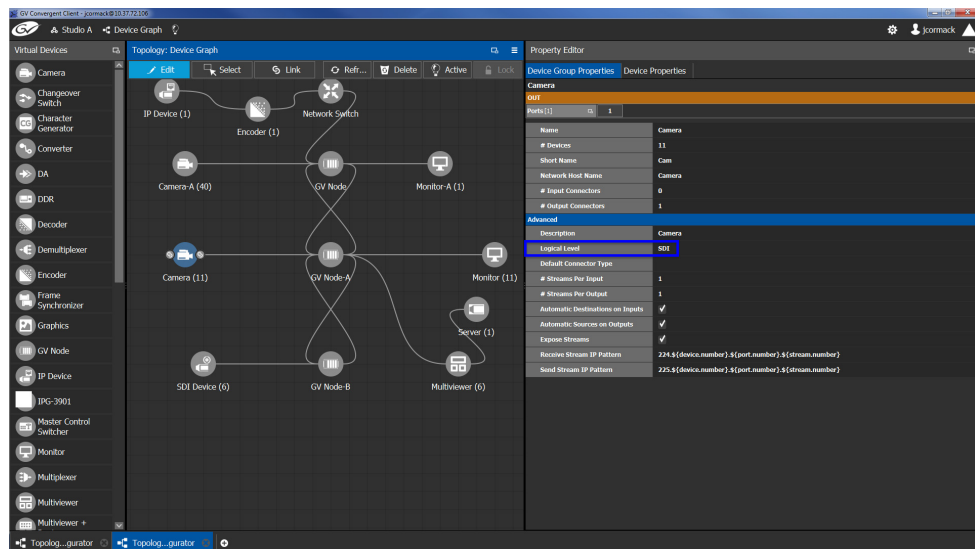 GV Convergent Client - jcormack@10.37.72.106
GV Studio A Device Graph jcormack
Virtual Devices
Camera
Changeover
Switch
Character
Generator
Converter
DA
DDR
Decoder
Demultiplexer
Encoder
Frame
Synchronizer
Graphics
GV Node
IP Device
IPG-3901
Master Control
Switcher
Monitor
Multiplexer
Multiviewer
Multiviewer +
Topology: Device Graph
Edit Select Link Refr... Delete Active Lock
IP Device (1)
Encoder (1)
Network Switch
Camera-A (40)
GV Node
Monitor-A (1)
Camera (11)
GV Node-A
Monitor (11)
Server (1)
SDI Device (6)
GV Node-B
Multiviewer (6)
Property Editor
Device Group Properties Device Properties
Camera
OUT
Ports [1] 1
Name Camera
# Devices 11
Short Name Cam
Network Host Name Camera
# Input Connectors 0
# Output Connectors 1
Advanced
Description Camera
Logical Level SDI
Default Connector Type
# Streams Per Input 1
# Streams Per Output 1
Automatic Destinations on Inputs
Automatic Sources on Outputs
Expose Streams
Receive Stream IP Pattern 224.${device.number}.${port.number}.${stream.number}
Send Stream IP Pattern 225.${device.number}.${port.number}.${stream.number}
Topolog...gurator Topolog...gurator